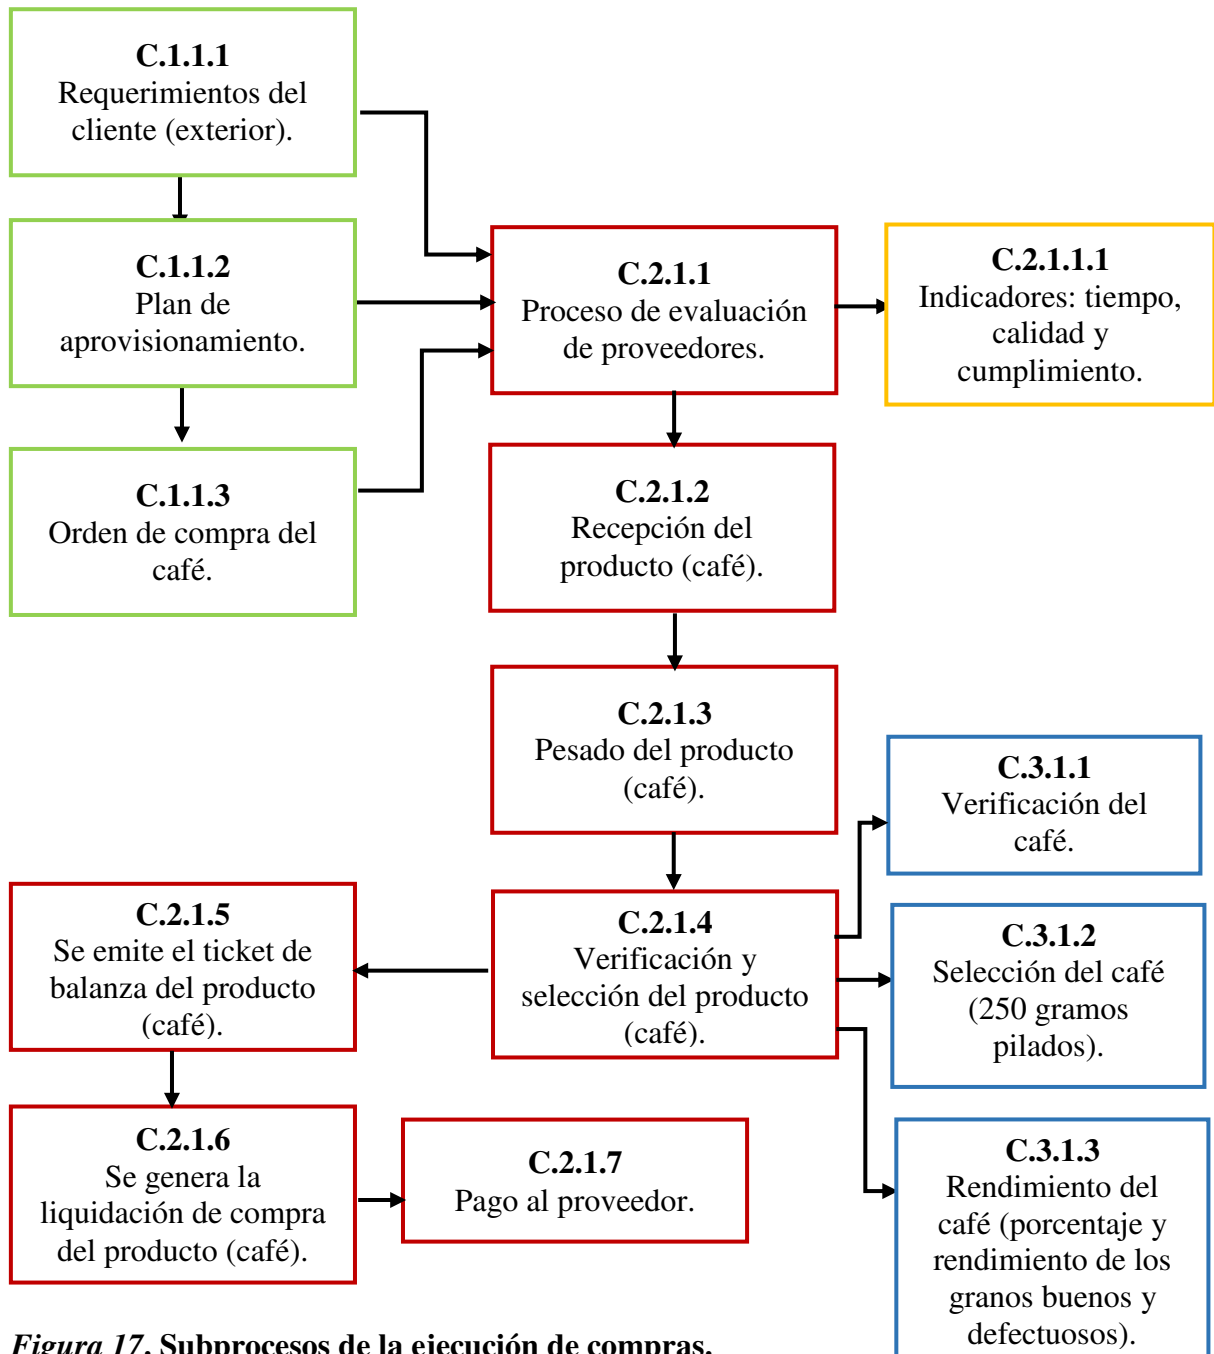 C.1.1.1
Requerimientos del
cliente (exterior).
C.1.1.2
Plan de
aprovisionamiento.
C.1.1.3
Orden de compra del
café.
C.2.1.1
Proceso de evaluación
de proveedores.
C.2.1.1.1
Indicadores: tiempo,
calidad y
cumplimiento.
C.2.1.2
Recepción del
producto (café).
C.2.1.3
Pesado del producto
(café).
C.2.1.4
Verificación y
selección del producto
(café).
C.3.1.1
Verificación del
café.
C.3.1.2
Selección del café
(250 gramos
pilados).
C.3.1.3
Rendimiento del
café (porcentaje y
rendimiento de los
granos buenos y
defectuosos).
C.2.1.5
Se emite el ticket de
balanza del producto
(café).
C.2.1.6
Se genera la
liquidación de compra
del producto (café).
C.2.1.7
Pago al proveedor.
Figura 17. Subprocesos de la ejecución de compras.